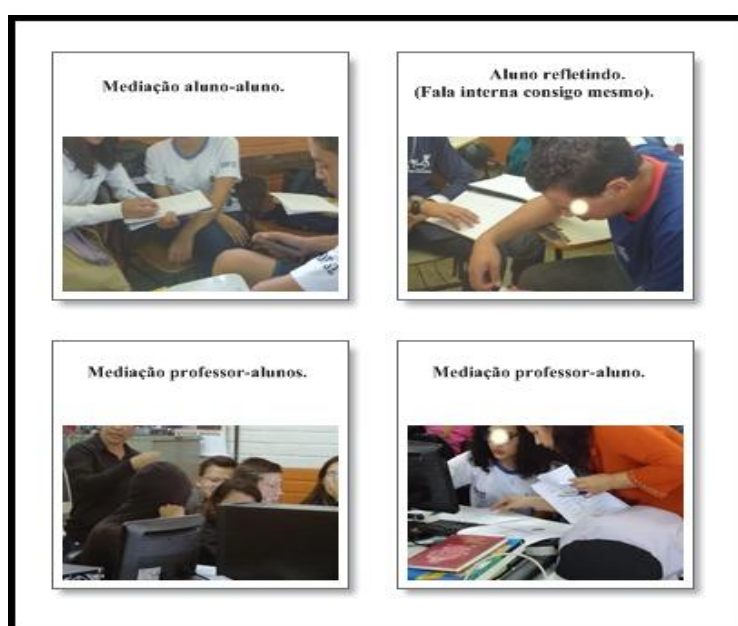 Mediação aluno-aluno.
Aluno refletindo.
(Fala interna consigo mesmo).
Mediação professor-alunos.
Mediação professor-aluno.